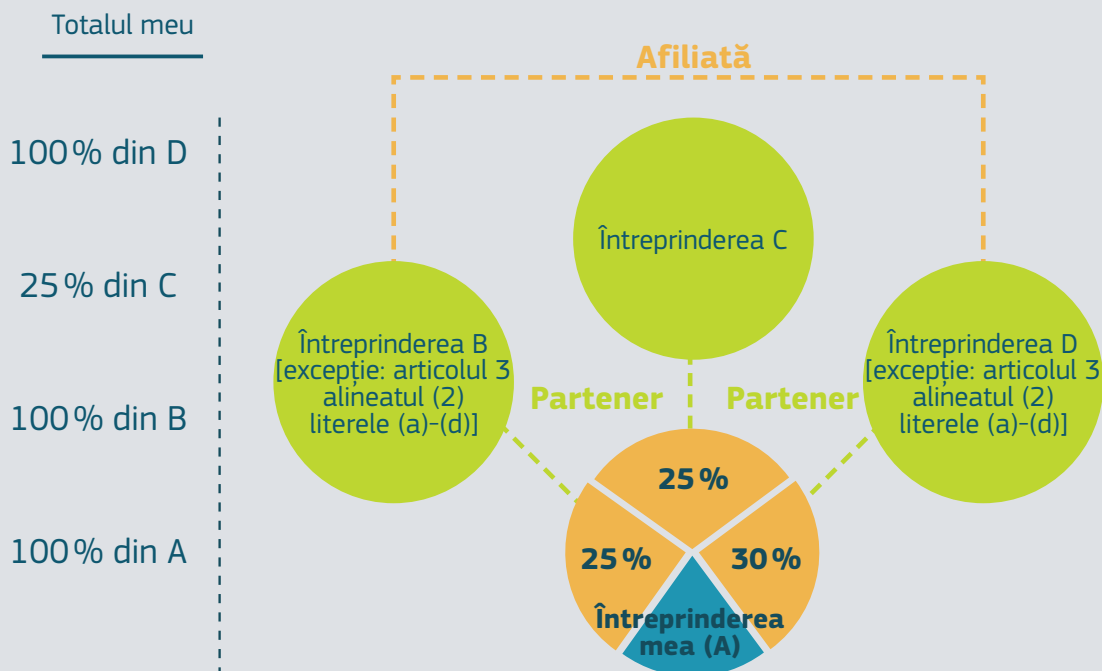 Totalul meu
100 % din D
25 % din C
100 % din B
100 % din A
Afiliată
Întreprinderea C
Întreprinderea B
[excepție: articolul 3
alineatul (2)
literele (a)-(d)]
Partener
Partener
Întreprinderea D
[excepție: articolul 3
alineatul (2)
literele (a)-(d)]
25 %
25 %
30 %
Întreprinderea
mea (A)